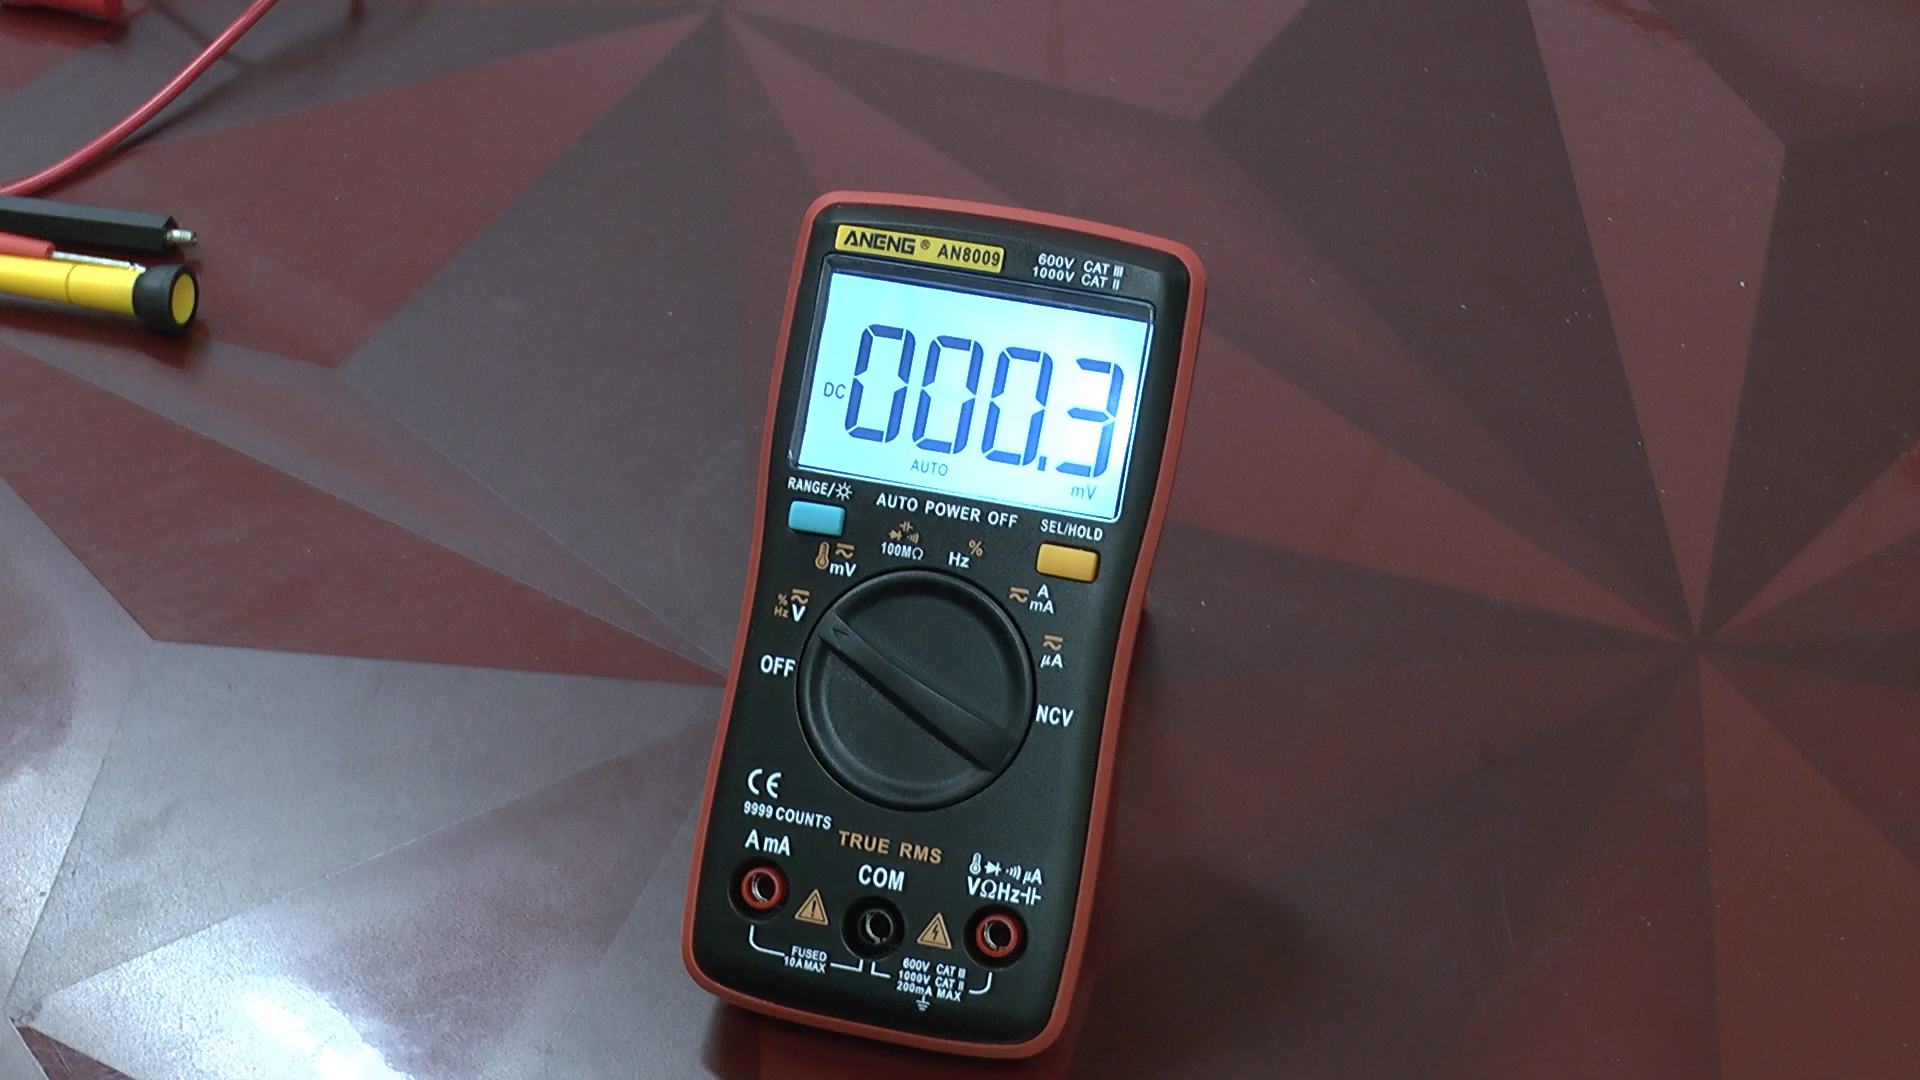 ANENG® AN8009
600V CAT III
1000V CAT II
DC
000.3
AUTO
mV
RANGE/
AUTO POWER OFF
SEL/HOLD
mV
100MΩ
Hz %
A
mA
% Hz V
μA
OFF
NCV
CE
9999 COUNTS
TRUE RMS
A mA
COM
μA
VΩHz
FUSED
10A MAX
600V CAT III
1000V CAT II
200mA MAX